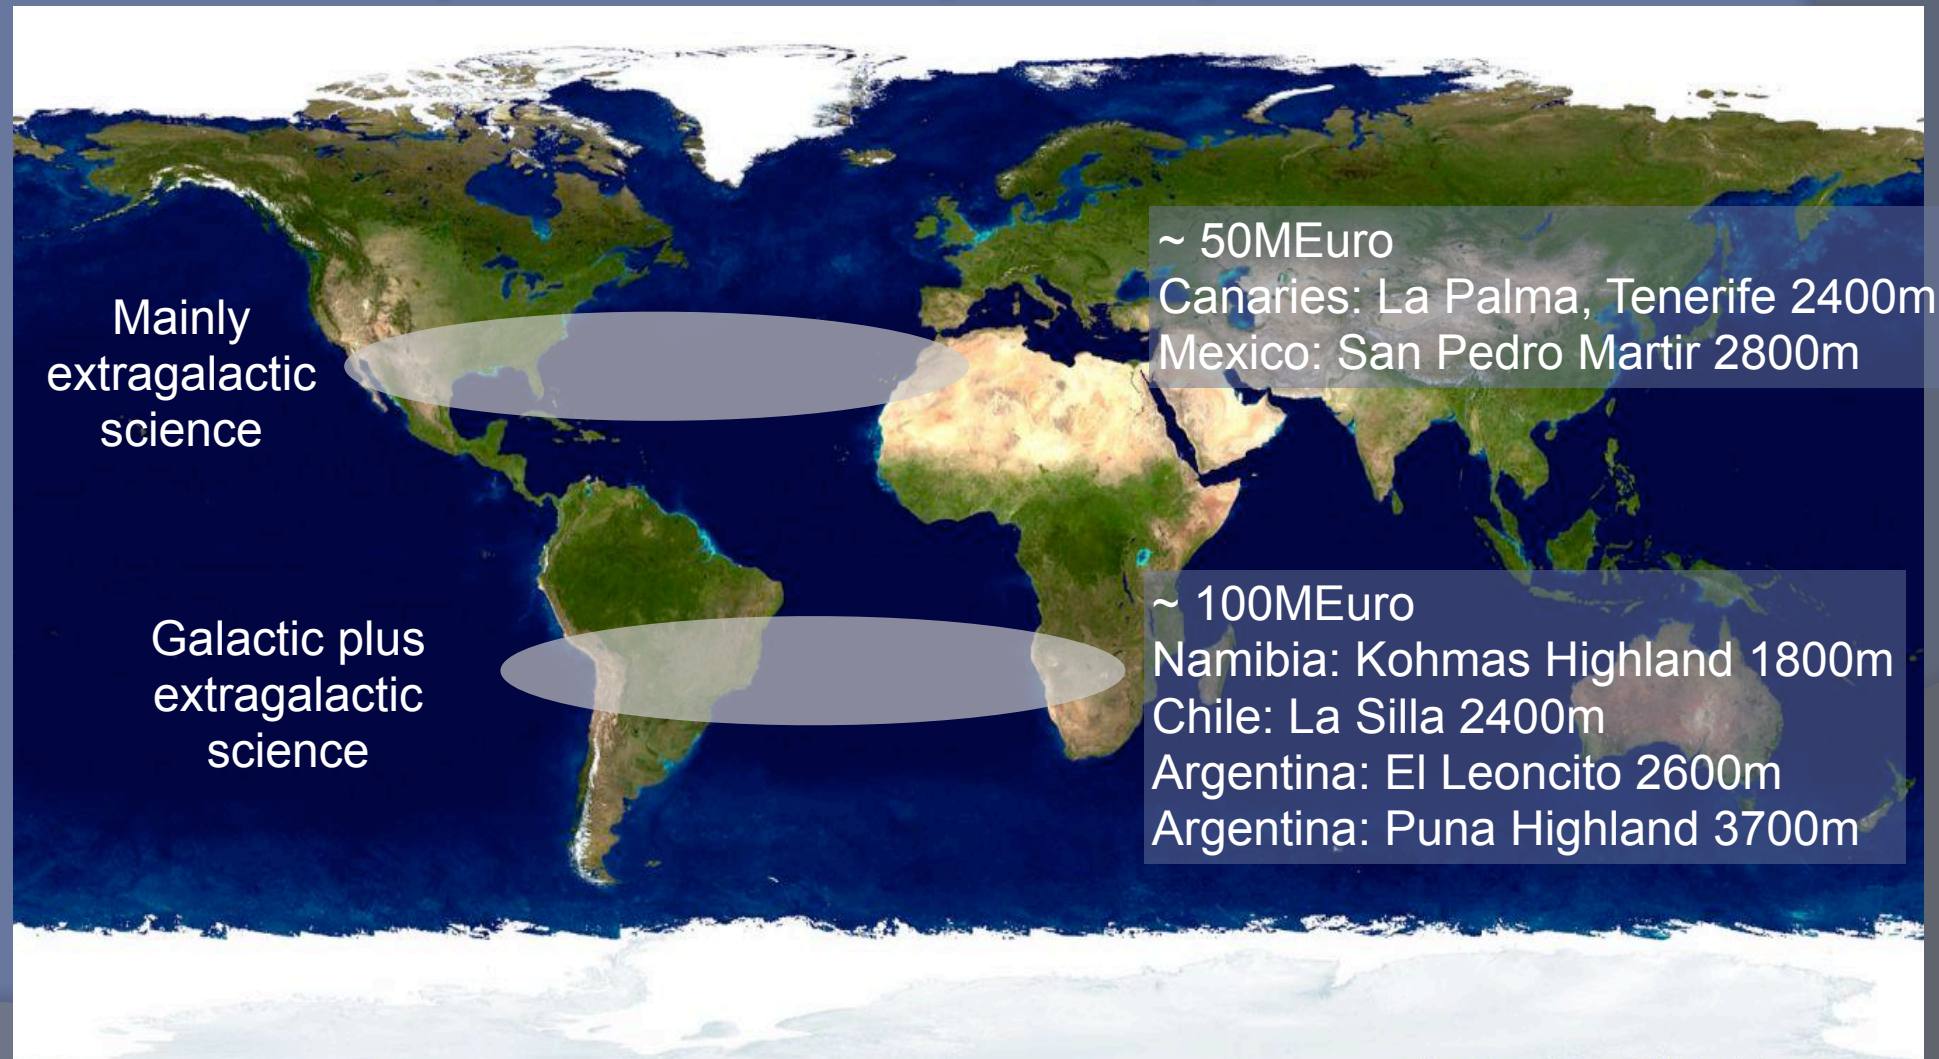 Mainly
extragalactic
science
~ 50MEuro
Canaries: La Palma, Tenerife 2400m
Mexico: San Pedro Martir 2800m
Galactic plus
extragalactic
science
~ 100MEuro
Namibia: Kohmas Highland 1800m
Chile: La Silla 2400m
Argentina: El Leoncito 2600m
Argentina: Puna Highland 3700m